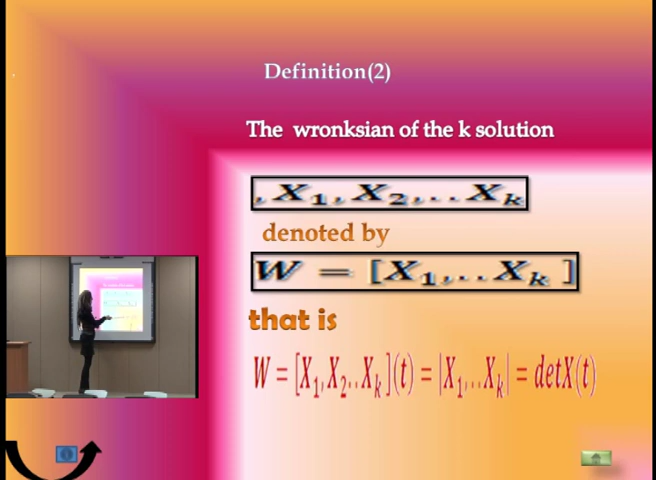 Definition(2)
The wronksian of the k solution
, X₁, X₂, .. Xₖ
denoted by
W = [X₁, .. Xₖ ]
that is
W = [X₁, X₂ .. Xₖ](t) = |X₁, .. Xₖ| = detX(t)